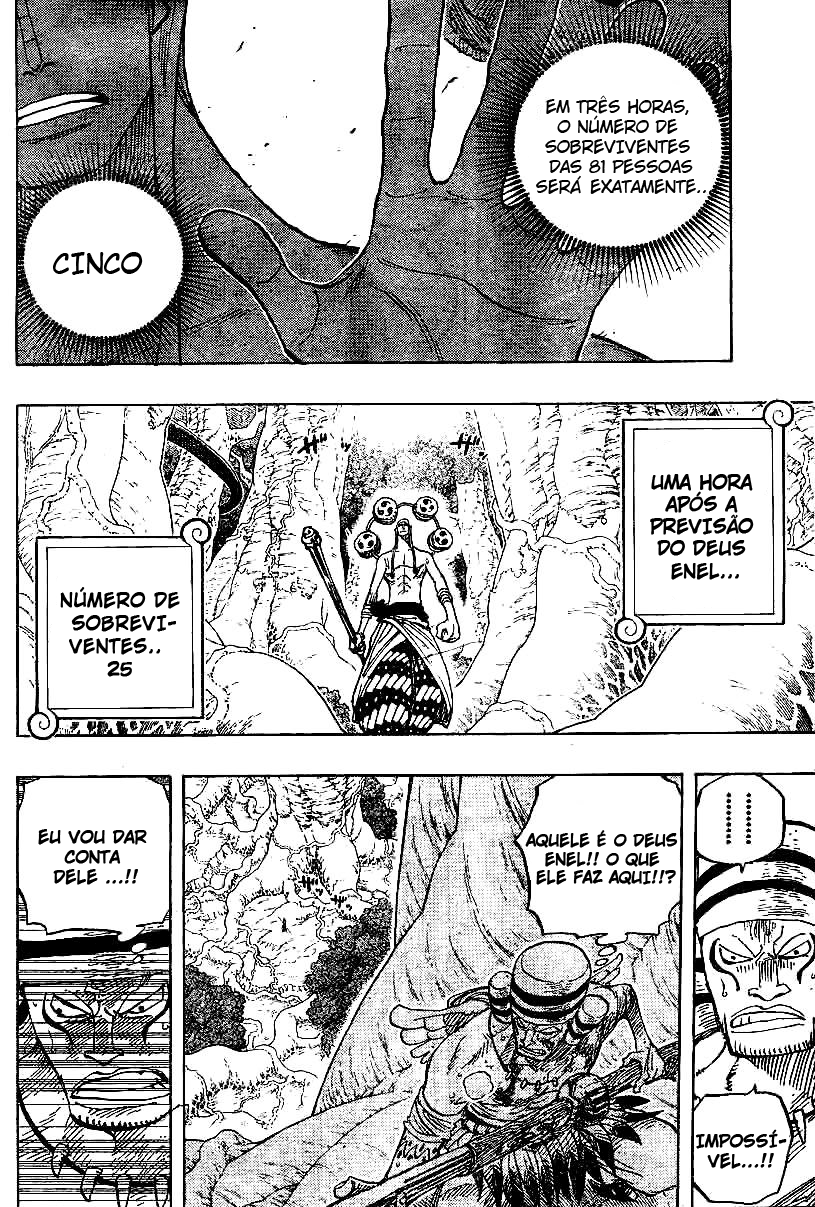 EM TRÊS HORAS,
O NÚMERO DE
SOBREVIVENTES
DAS 81 PESSOAS
SERÁ EXATAMENTE..
CINCO
UMA HORA
APÓS A
PREVISÃO
DO DEUS
ENEL...
NÚMERO DE
SOBREVI-
VENTES..
25
!!
IMPOSSÍ-
VEL...!!
AQUELE É O DEUS
ENEL!! O QUE
ELE FAZ AQUI!!?
EU VOU DAR
CONTA
DELE ...!!